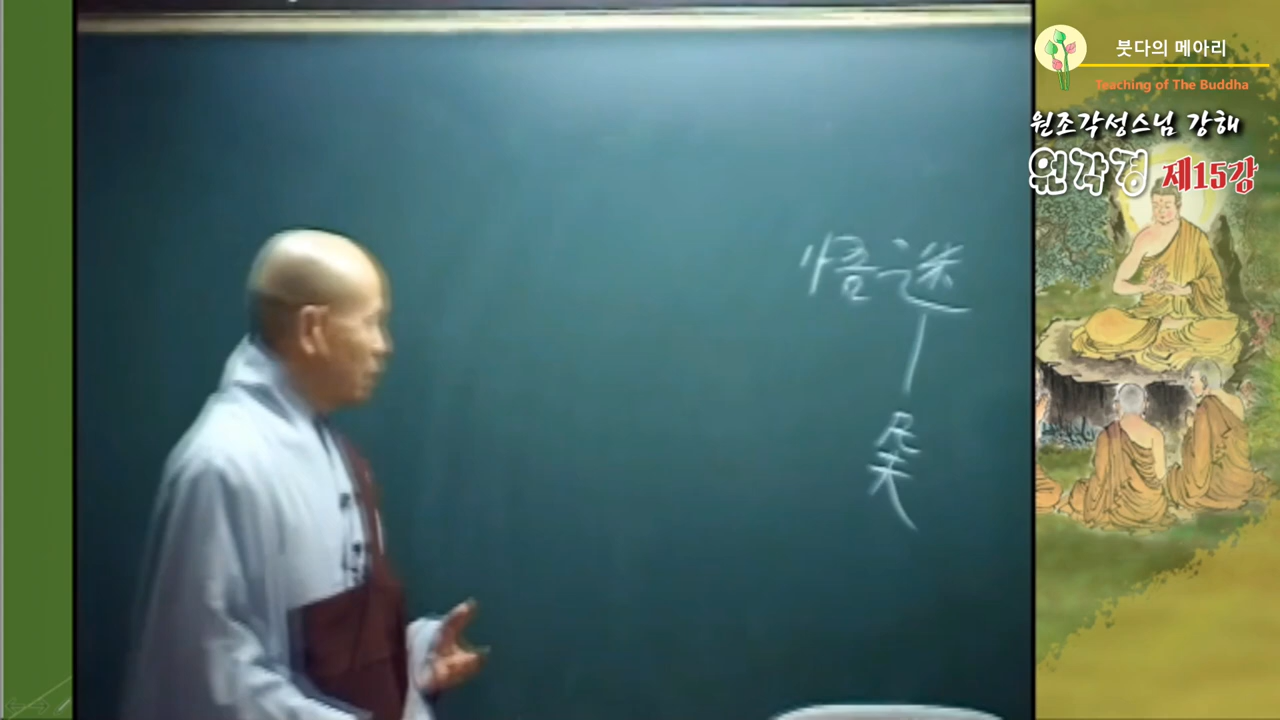 붓다의 메아리
Teaching of The Buddha
원조각성스님 강해
원각경 제15강
悟迷